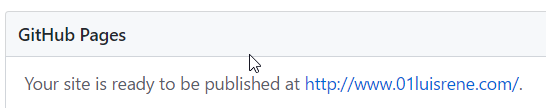 GitHub Pages
Your site is ready to be published at http://www.01luisrene.com/.